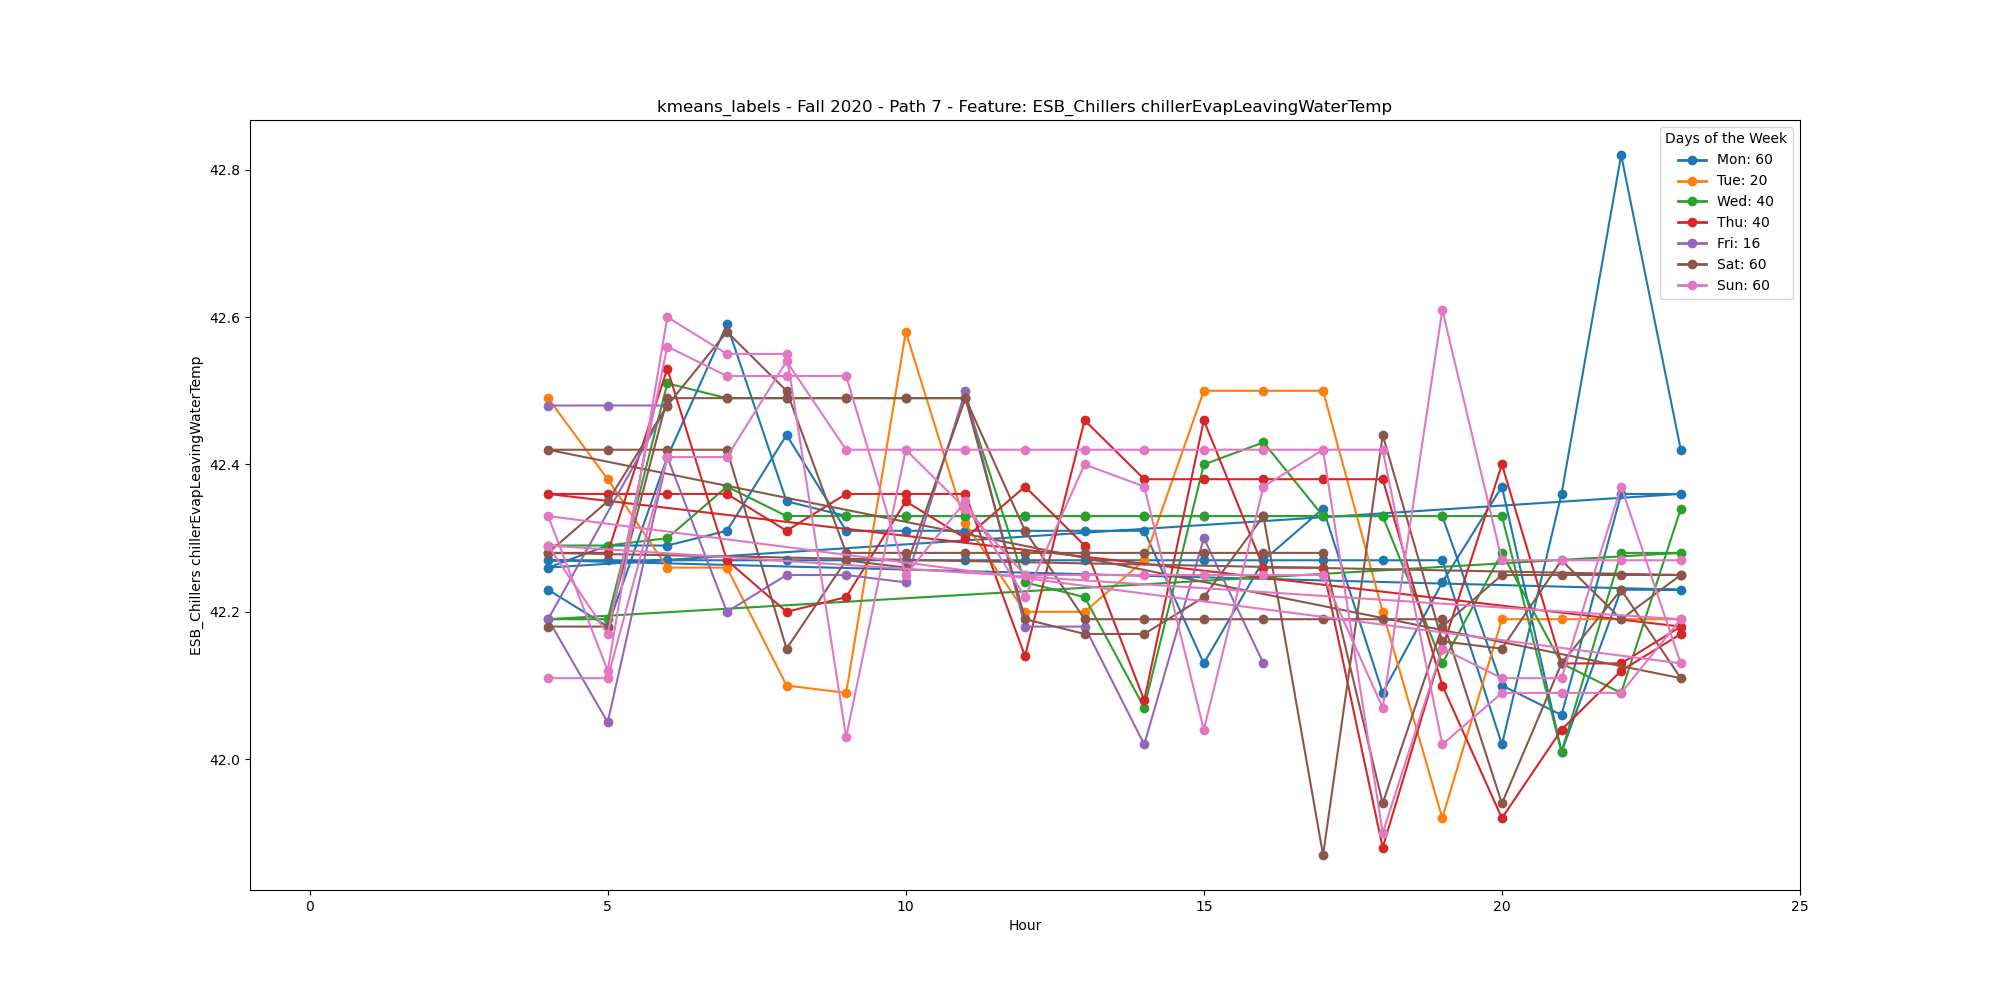 kmeans_labels - Fall 2020 - Path 7 - Feature: ESB_Chillers chillerEvapLeavingWaterTemp
Days of the Week
Mon: 60
Tue: 20
Wed: 40
Thu: 40
Fri: 16
Sat: 60
Sun: 60
ESB_Chillers chillerEvapLeavingWaterTemp
42.8
42.6
42.4
42.2
42.0
0 5 10 15 20 25
Hour